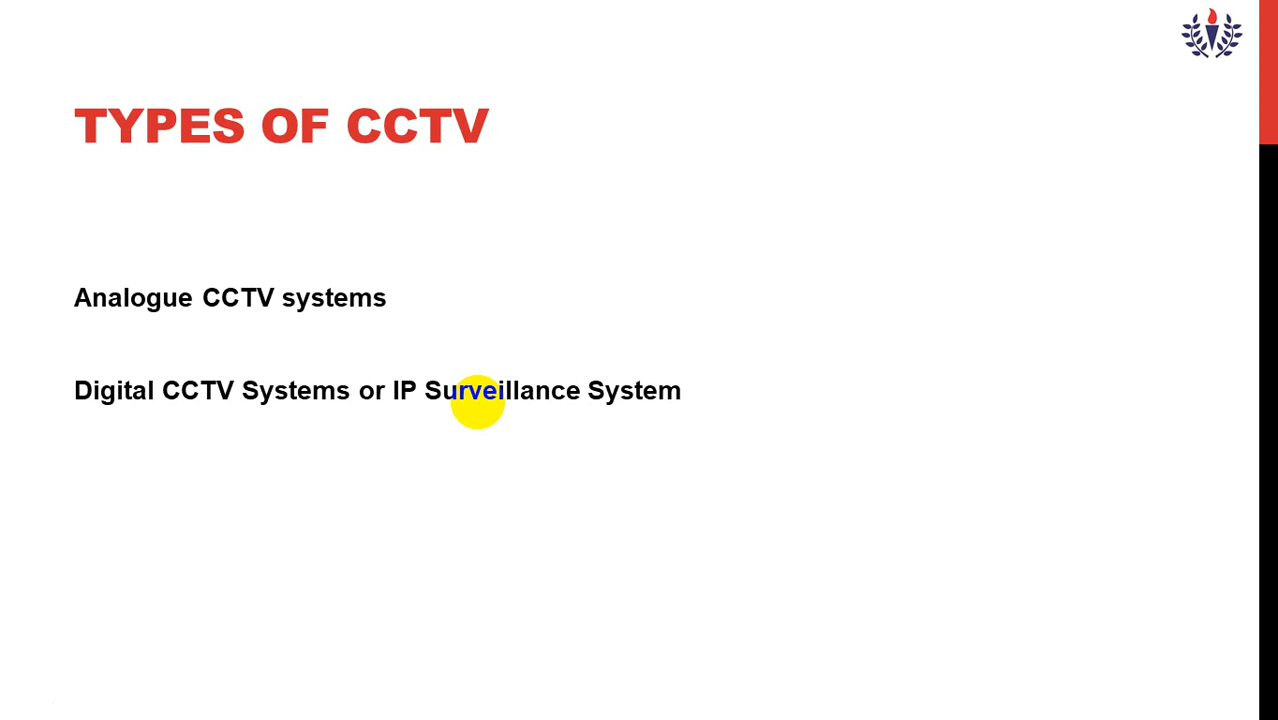 TYPES OF CCTV
Analogue CCTV systems
Digital CCTV Systems or IP Surveillance System